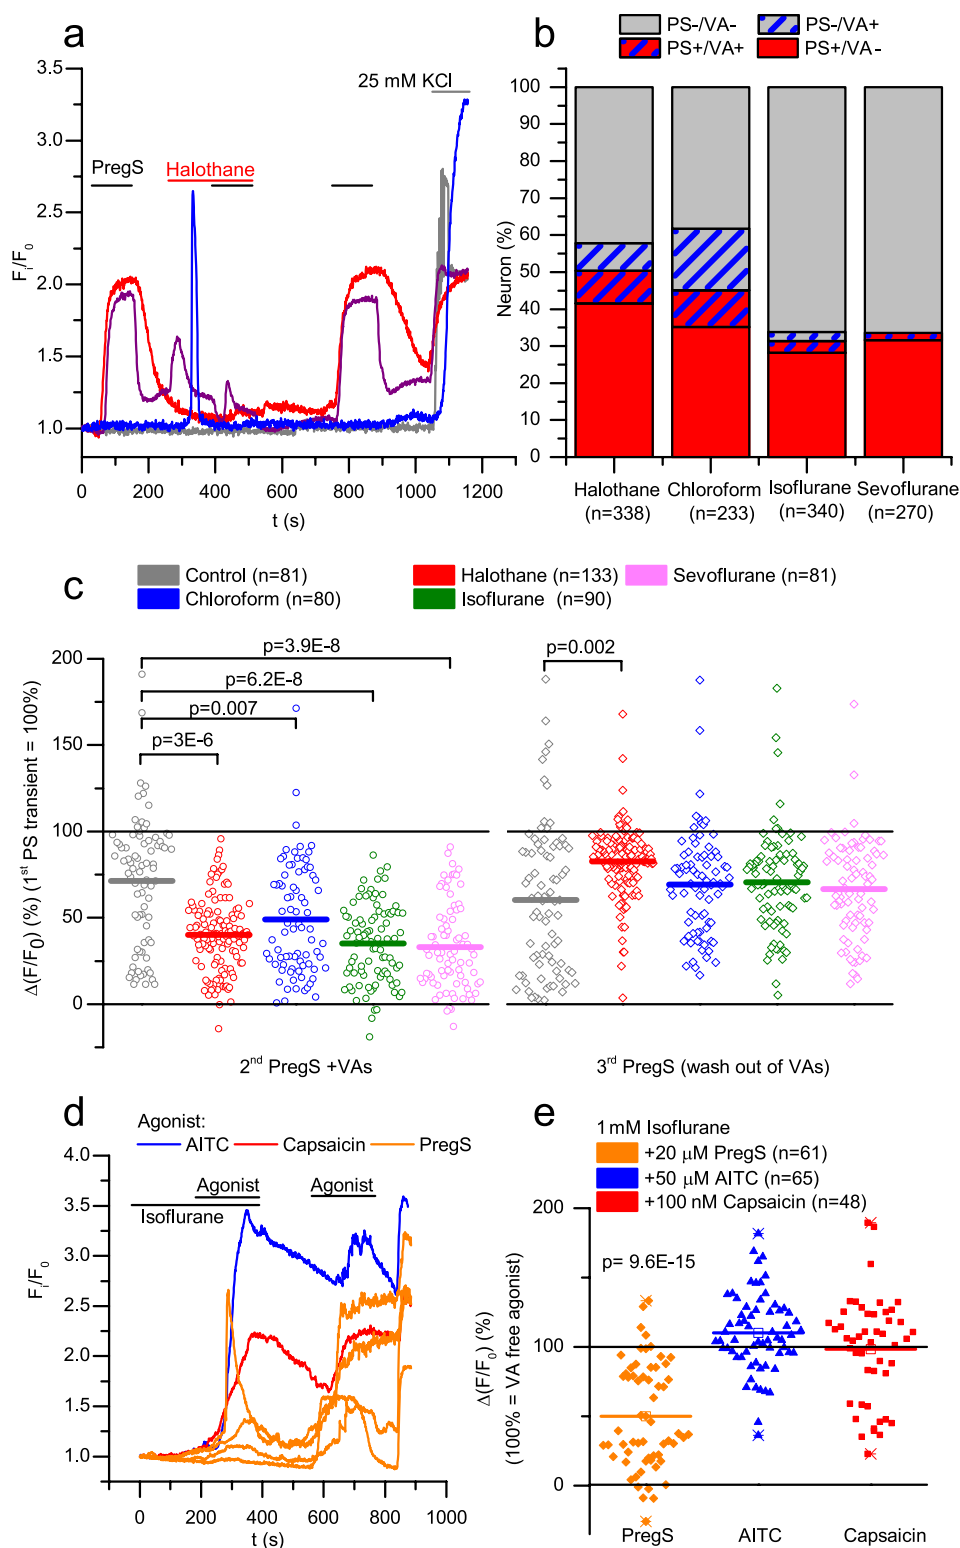 a
3.5
3.0
2.5
2.0
1.5
1.0
Fi/F0
25 mM KCl
PregS
Halothane
0 200 400 600 800 1000 1200
t (s)
b
PS-/VA- PS-/VA+
PS+/VA+ PS+/VA-
100
90
80
70
60
50
40
30
20
10
0
Neuron (%)
Halothane Chloroform Isoflurane Sevoflurane
(n=338) (n=233) (n=340) (n=270)
c
Control (n=81) Halothane (n=133) Sevoflurane (n=81)
Chloroform (n=80) Isoflurane (n=90)
200
150
100
50
0
Δ(F/F0) (%) (1st PS transient = 100%)
p=3.9E-8
p=6.2E-8
p=0.007
p=3E-6
p=0.002
2nd PregS +VAs 3rd PregS (wash out of VAs)
d
Agonist:
AITC Capsaicin PregS
4.0
3.5
3.0
2.5
2.0
1.5
1.0
Fi/F0
Agonist Agonist
Isoflurane
0 200 400 600 800 1000
t (s)
e
1 mM Isoflurane
+20 μM PregS (n=61)
+50 μM AITC (n=65)
+100 nM Capsaicin (n=48)
200
100
0
Δ(F/F0) (%)
(100% = VA free agonist)
p= 9.6E-15
PregS AITC Capsaicin